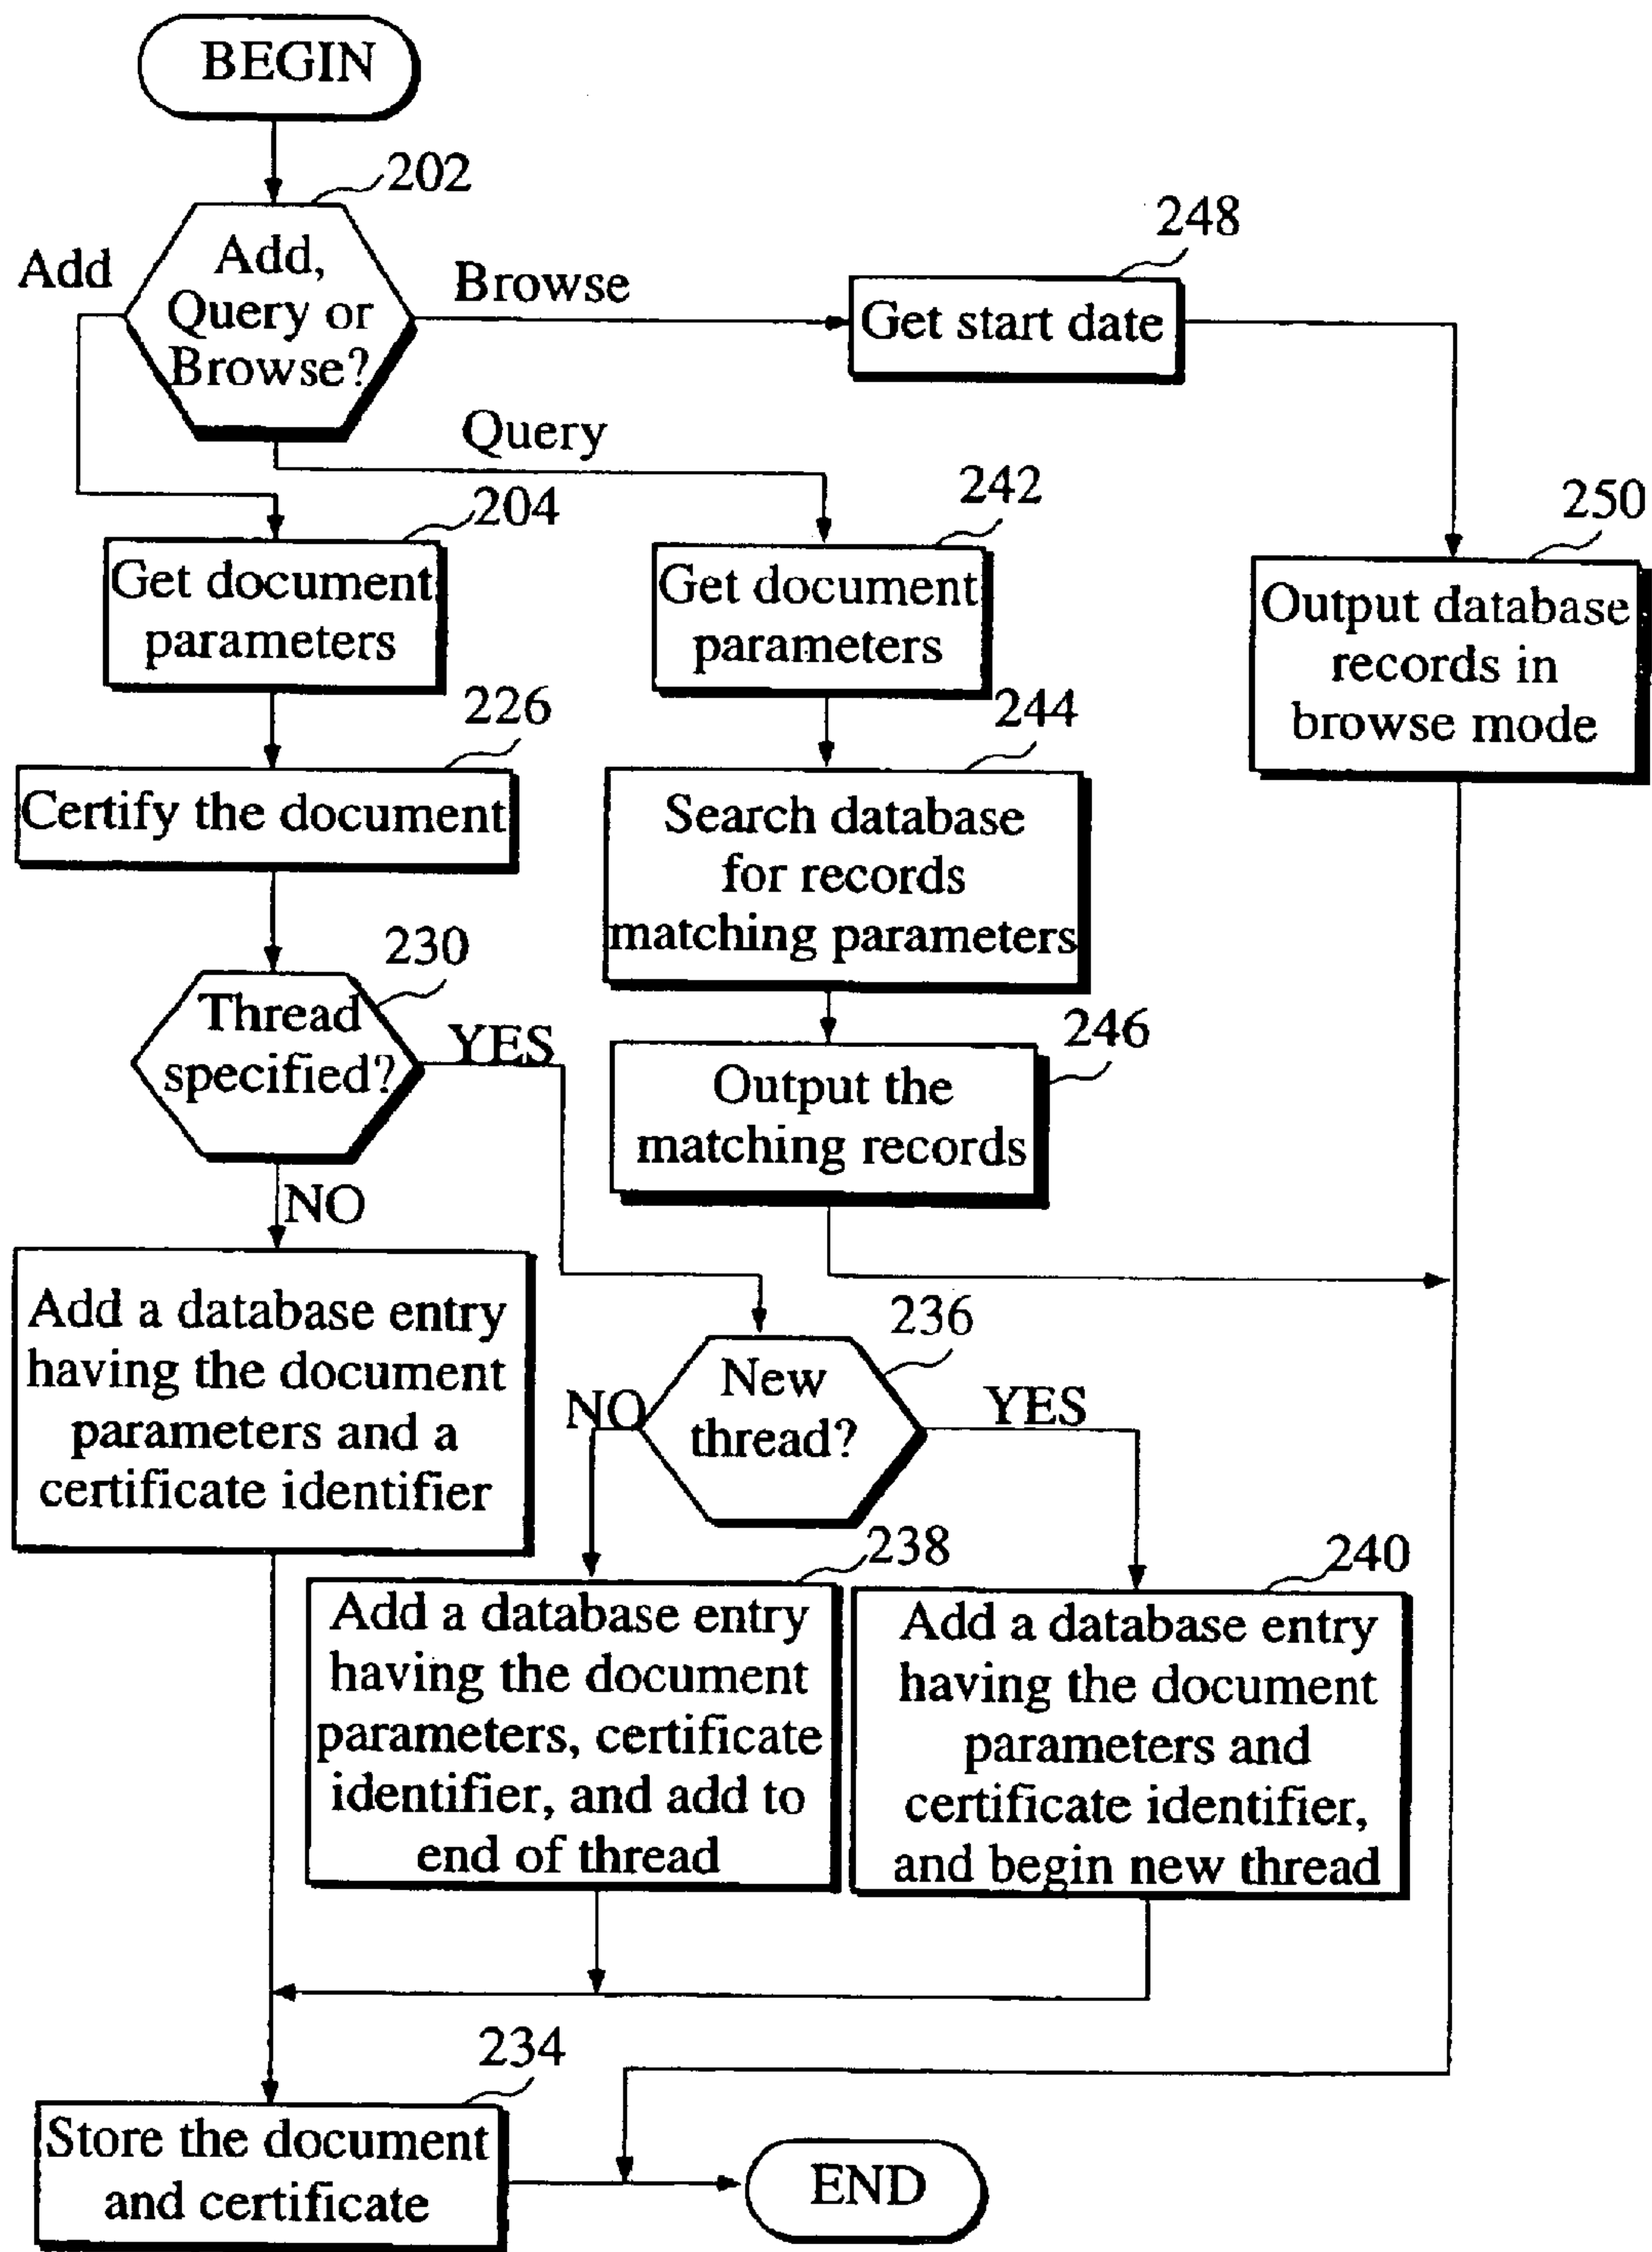 BEGIN
202
Add,
Query or
Browse?
Add
Browse
Query
248
Get start date
204
Get document
parameters
242
Get document
parameters
250
Output database
records in
browse mode
226
Certify the document
244
Search database
for records
matching parameters
230
Thread
specified?
YES
NO
246
Output the
matching records
Add a database entry
having the document
parameters and a
certificate identifier
236
New
thread?
NO
YES
238
Add a database entry
having the document
parameters, certificate
identifier, and add to
end of thread
240
Add a database entry
having the document
parameters and
certificate identifier,
and begin new thread
234
Store the document
and certificate
END